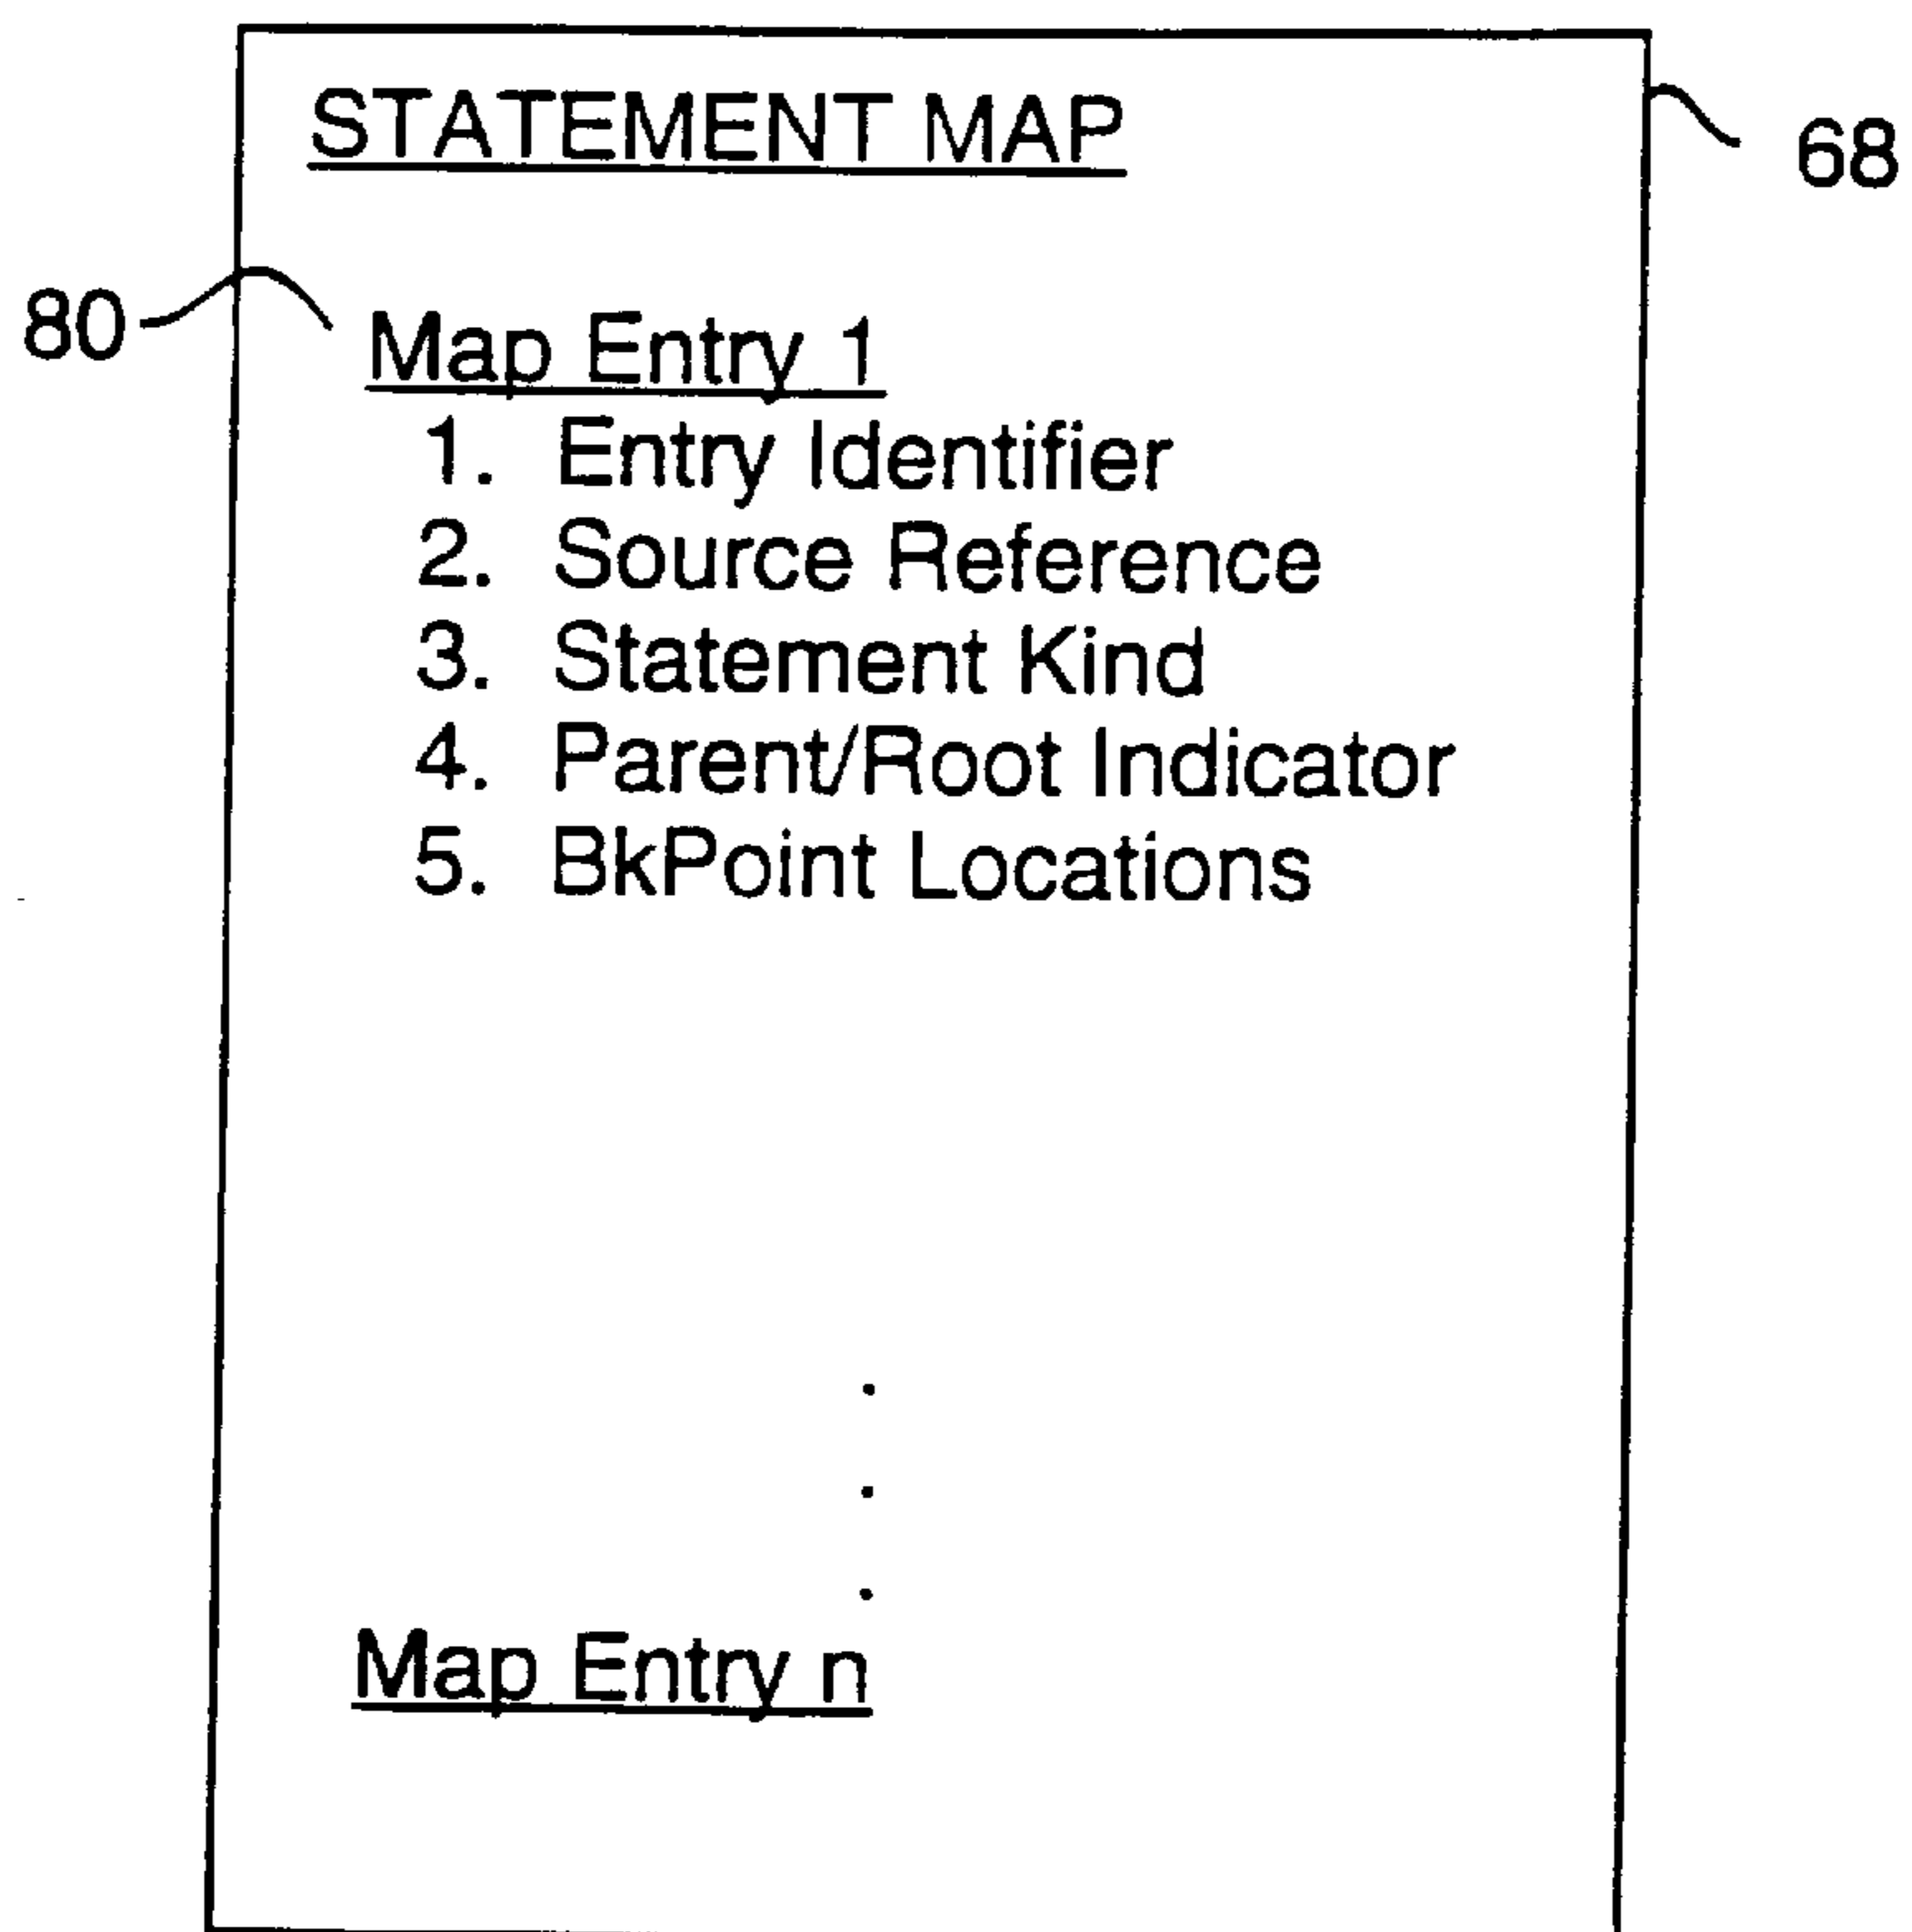 STATEMENT MAP
68
80
Map Entry 1
1. Entry Identifier
2. Source Reference
3. Statement Kind
4. Parent/Root Indicator
5. BkPoint Locations
.
.
.
Map Entry n